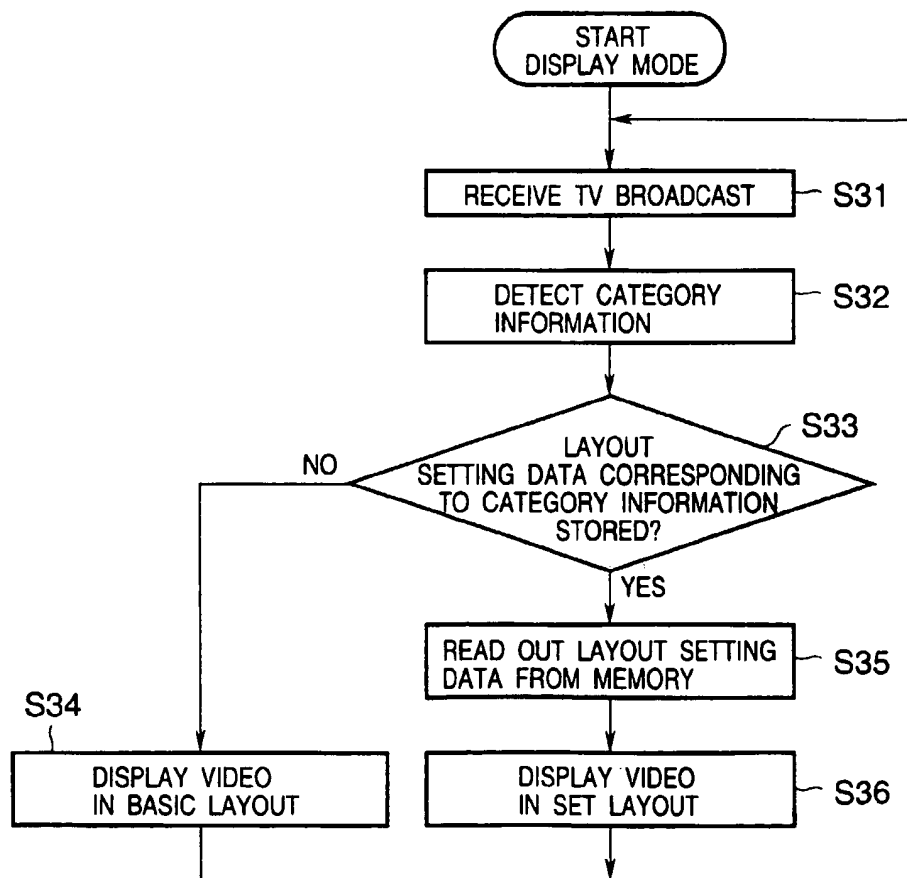 START
DISPLAY MODE
RECEIVE TV BROADCAST
S31
DETECT CATEGORY
INFORMATION
S32
S33
LAYOUT
SETTING DATA CORRESPONDING
TO CATEGORY INFORMATION
STORED?
NO
YES
READ OUT LAYOUT SETTING
DATA FROM MEMORY
S35
S34
DISPLAY VIDEO
IN BASIC LAYOUT
DISPLAY VIDEO
IN SET LAYOUT
S36